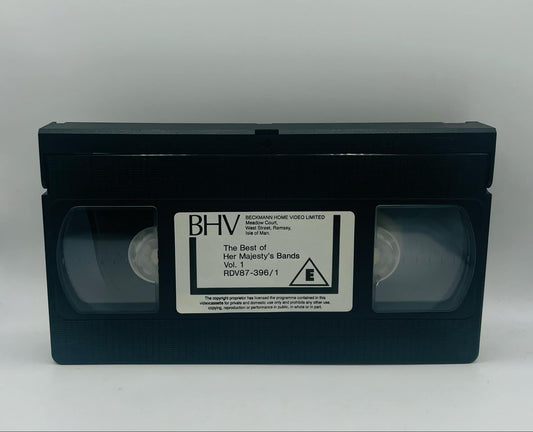 BHV
BECKMANN HOME VIDEO LIMITED
Meadow Court,
West Street, Ramsey,
Isle of Man.
The Best of
Her Majesty's Bands
Vol. 1
RDV87-396/1
E
The copyright proprietor has licensed the programme contained in this
videocassette for private and domestic use only and prohibits any other use,
copying, reproduction or performance in public, in whole or in part.